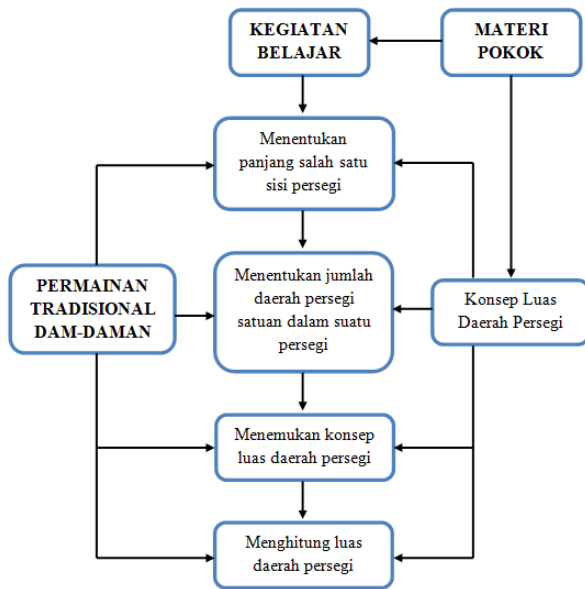 KEGIATAN
BELAJAR
MATERI
POKOK
Menentukan
panjang salah satu
sisi persegi
PERMAINAN
TRADISIONAL
DAM-DAMAN
Menentukan jumlah
daerah persegi
satuan dalam suatu
persegi
Konsep Luas
Daerah Persegi
Menemukan konsep
luas daerah persegi
Menghitung luas
daerah persegi